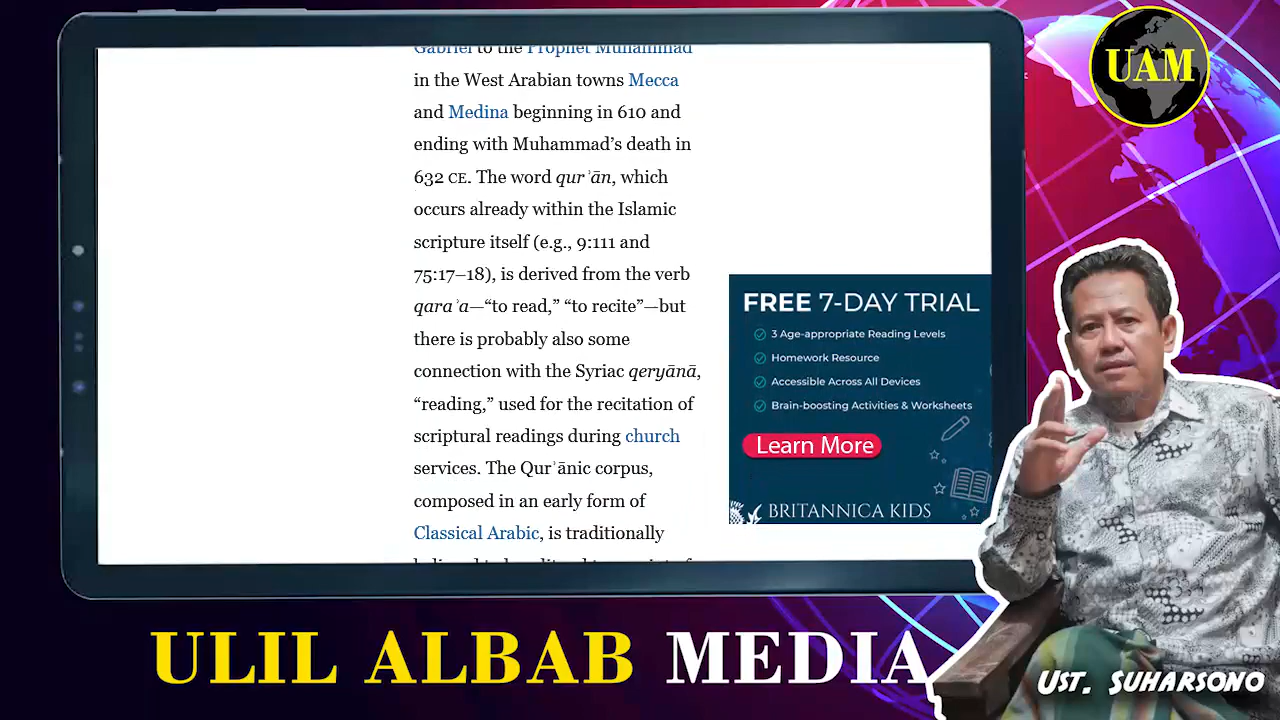 Gabriel to the Prophet Muhammad
in the West Arabian towns Mecca
and Medina beginning in 610 and
ending with Muhammad’s death in
632 CE. The word qurʾān, which
occurs already within the Islamic
scripture itself (e.g., 9:111 and
75:17–18), is derived from the verb
qaraʾa—“to read,” “to recite”—but
there is probably also some
connection with the Syriac qeryānā,
“reading,” used for the recitation of
scriptural readings during church
services. The Qurʾānic corpus,
composed in an early form of
Classical Arabic, is traditionally
FREE 7-DAY TRIAL
3 Age-appropriate Reading Levels
Homework Resource
Accessible Across All Devices
Brain-boosting Activities & Worksheets
Learn More
BRITANNICA KIDS
UAM
ULIL ALBAB MEDIA
UST. SUHARSONO